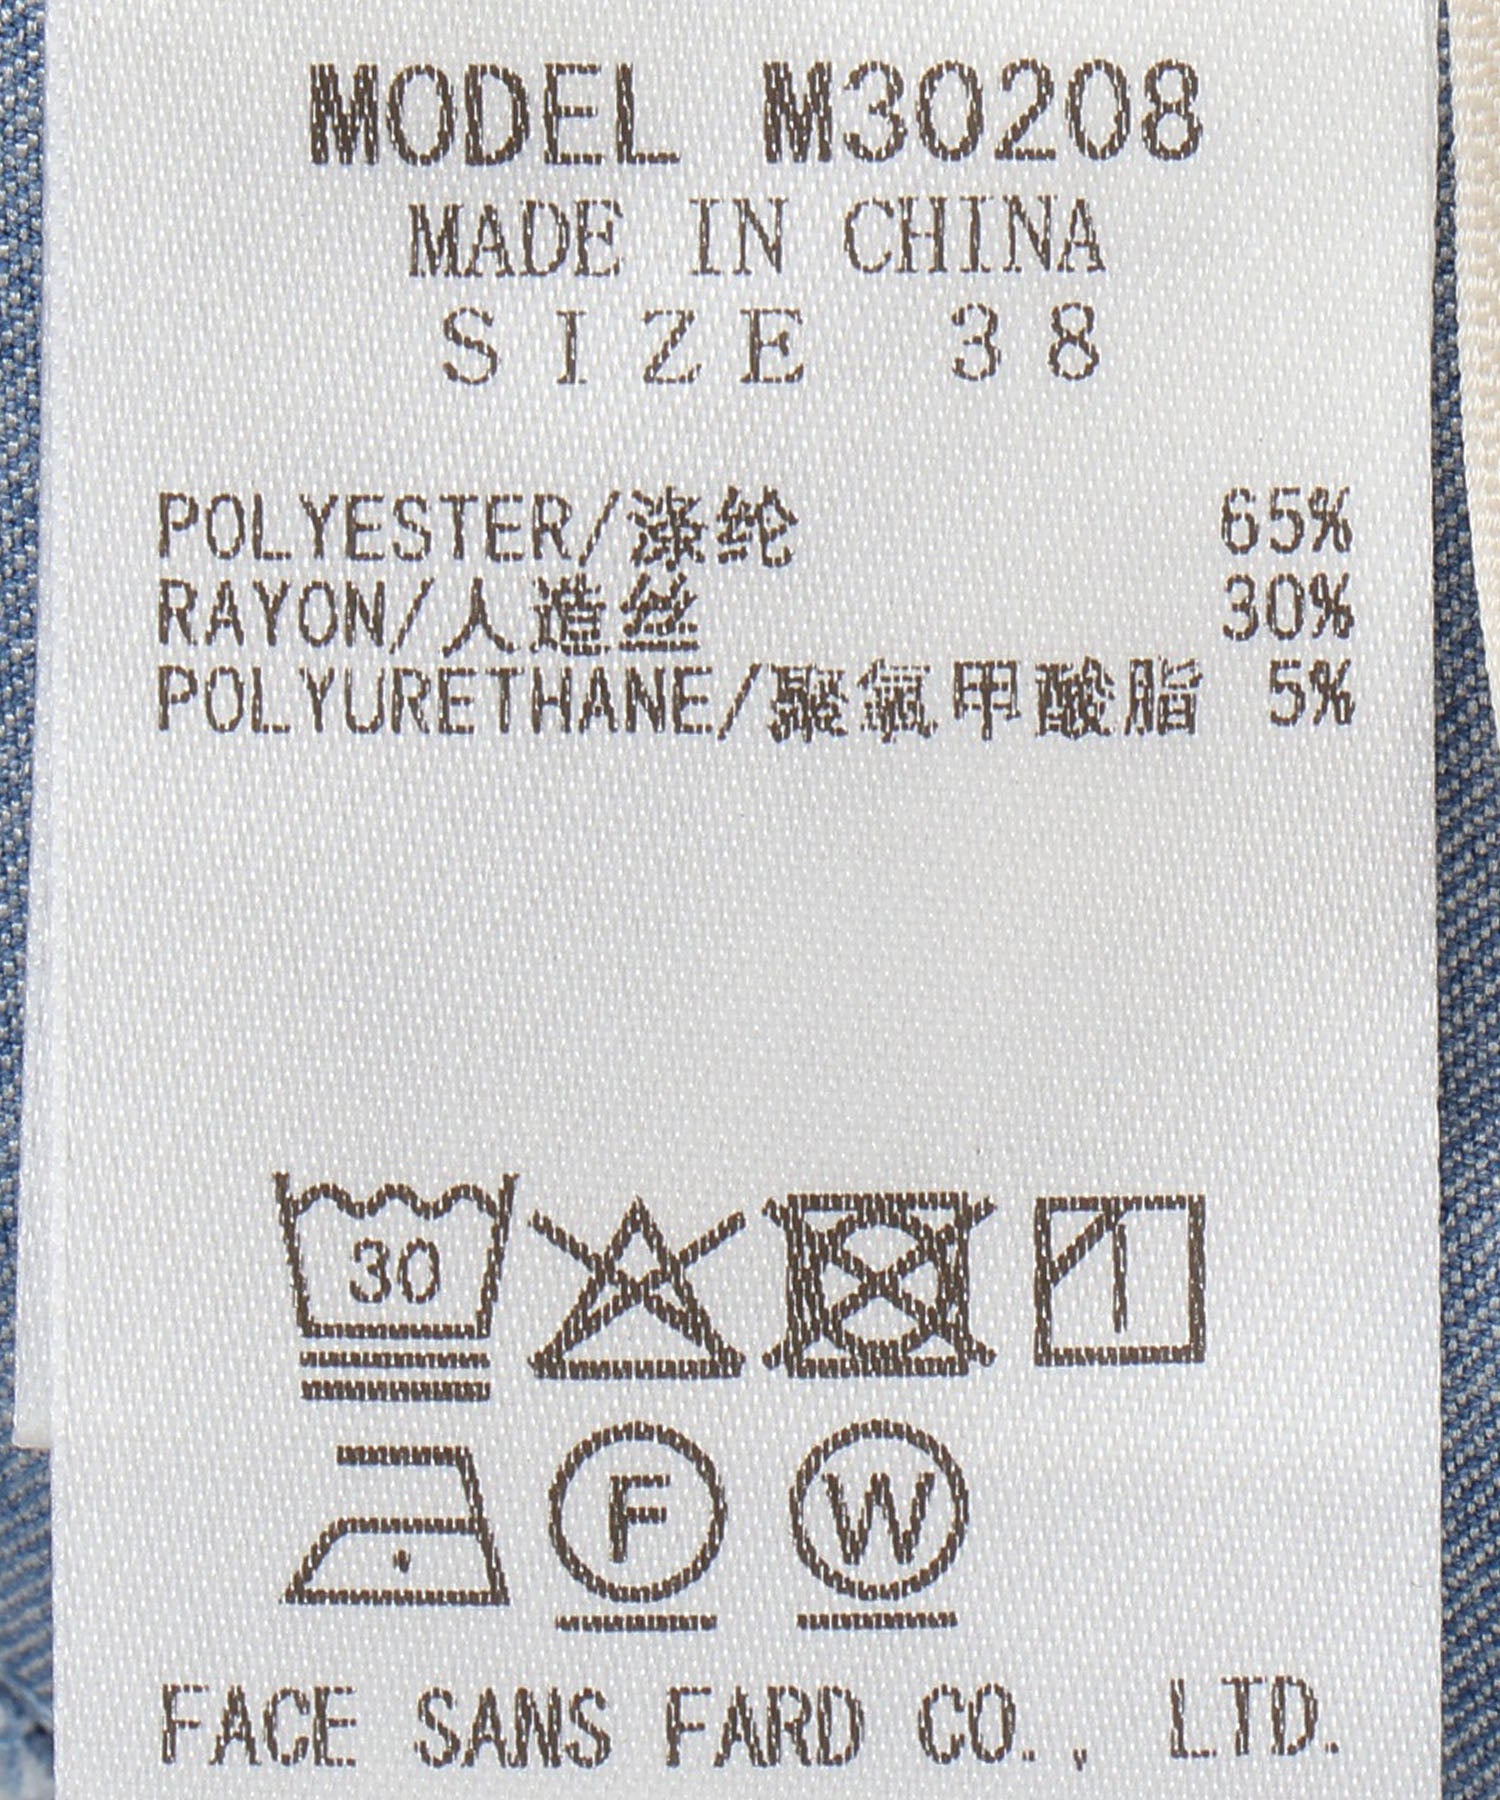 MODEL M30208
MADE IN CHINA
SIZE 38
POLYESTER/涤纶 65%
RAYON/人造丝 30%
POLYURETHANE/聚氨甲酸脂 5%
30
F W
FACE SANS FARD CO., LTD.